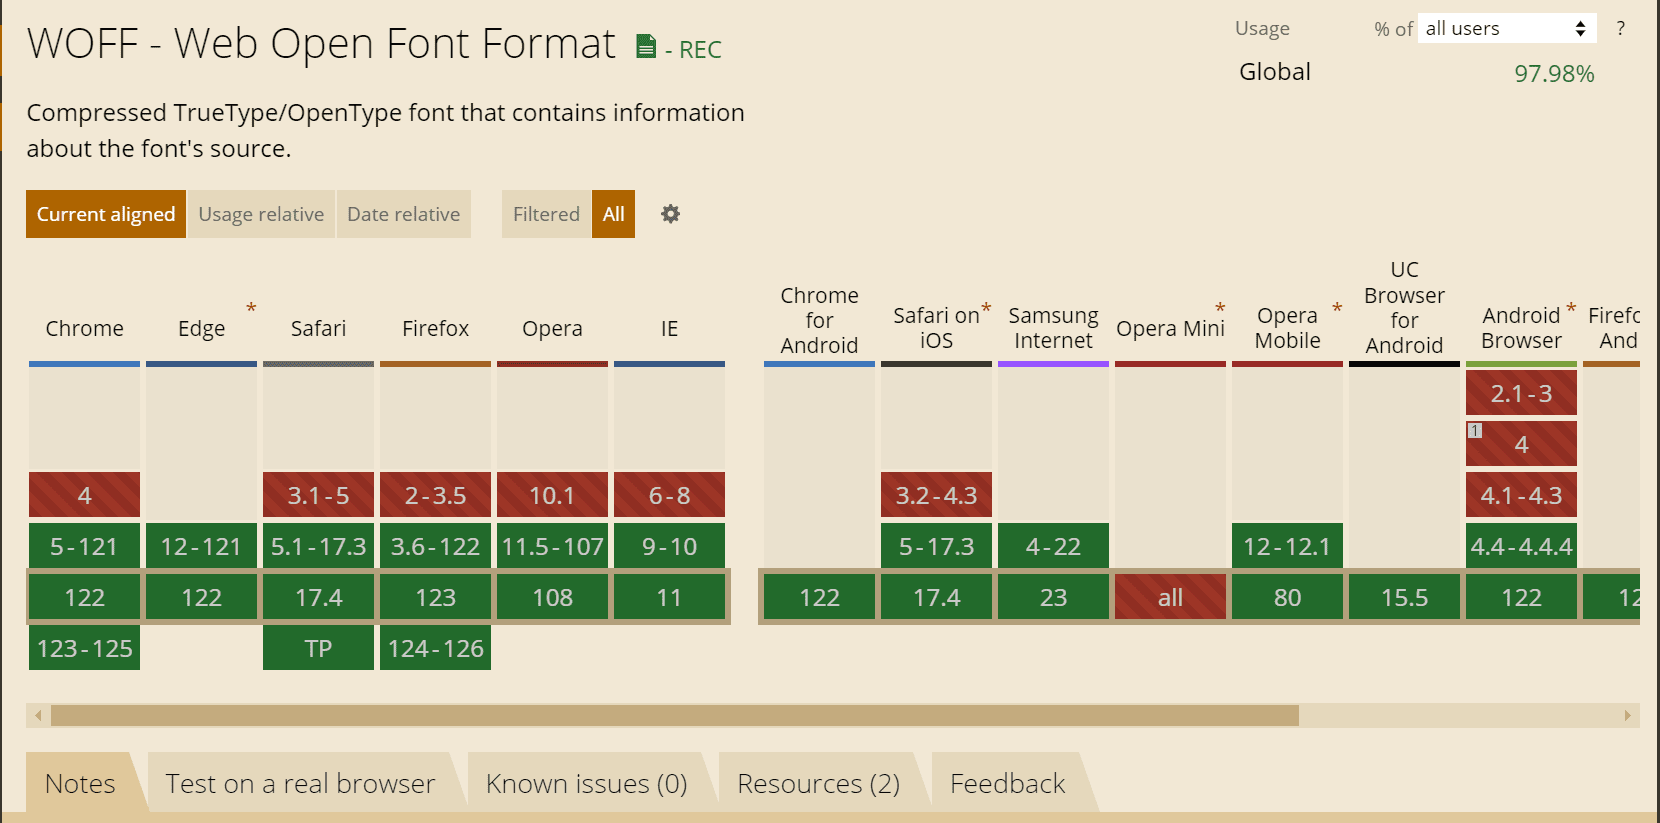 WOFF - Web Open Font Format - REC
Usage % of all users ?
Global 97.98%
Compressed TrueType/OpenType font that contains information
about the font's source.
Current aligned Usage relative Date relative Filtered All
Chrome
Edge *
Safari
Firefox
Opera
IE
Chrome
for
Android
Safari on *
iOS
Samsung
Internet
Opera Mini *
Opera *
Mobile
UC
Browser
for
Android
Android *
Browser
And
2.1-3
1 4
4 3.1-5 2-3.5 10.1 6-8 3.2-4.3 4.1-4.3
5-121 12-121 5.1-17.3 3.6-122 11.5-107 9-10 5-17.3 4-22 12-12.1 4.4-4.4.4
122 122 17.4 123 108 11 122 17.4 23 all 80 15.5 122
123-125 TP 124-126
Notes Test on a real browser Known issues (0) Resources (2) Feedback